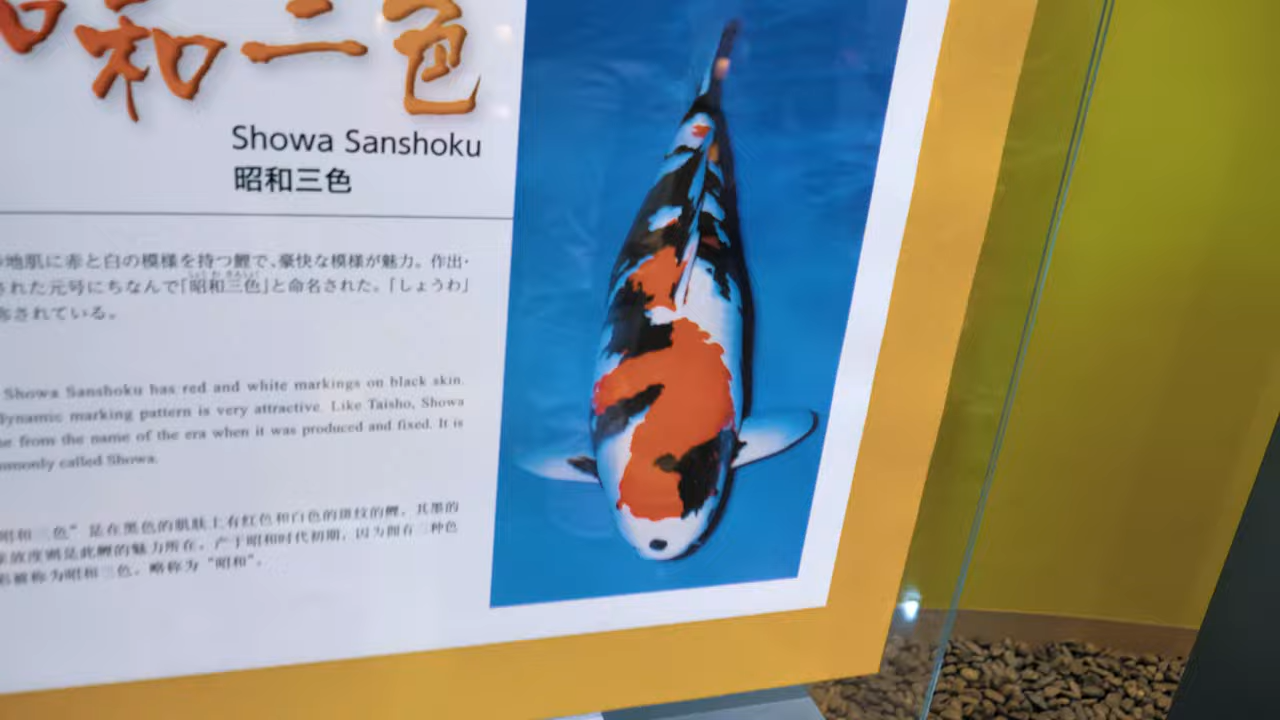 和三色
Showa Sanshoku
昭和三色
地肌に赤と白の模様を持つ鯉で、豪快な模様が魅力。作出・
された元号にちなんで「昭和三色」と命名された。「しょうわ」
称されている。
Showa Sanshoku has red and white markings on black skin.
dynamic marking pattern is very attractive. Like Taisho, Showa
from the name of the era when it was produced and fixed. It is
called Showa.
昭和三色” 是在黑色的肌肤上有红色和白色的斑纹的鲤。其墨的
是此鲤的魅力所在。产于昭和时代初期，因为拥有三种色
被称为昭和三色。略称为“昭和”。